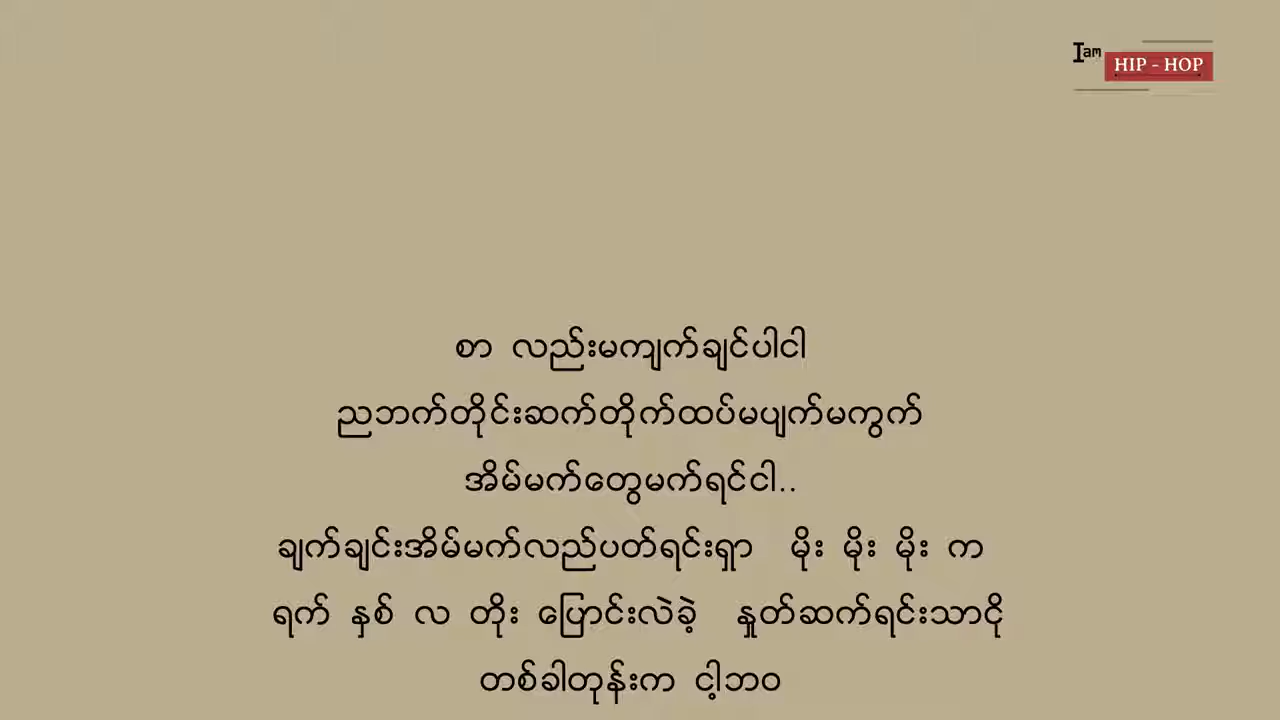 Iam
HIP - HOP
စာ လည်းမကျက်ချင်ပါငါ
ညဘက်တိုင်းဆက်တိုက်ထပ်မပျက်မကွက်
အိမ်မက်တွေမက်ရင်ငါ..
ချက်ချင်းအိမ်မက်လည်ပတ်ရင်းရှာ မိုး မိုး မိုး က
ရက် နှစ် လ တိုး ပြောင်းလဲခဲ့ နှူတ်ဆက်ရင်းသာငို
တစ်ခါတုန်းက ငါ့ဘဝ